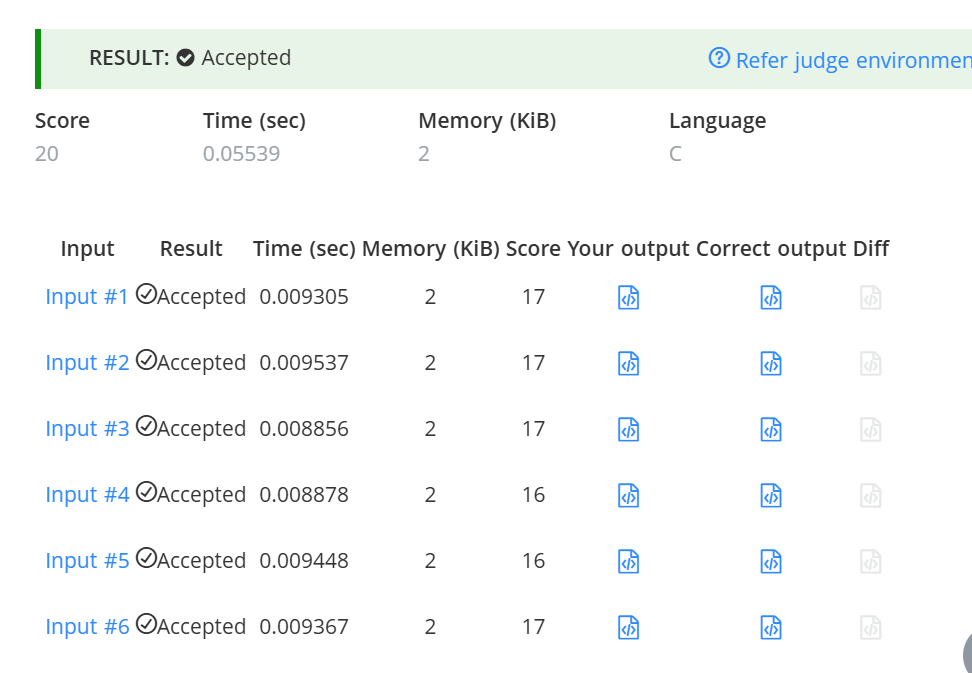 RESULT: Accepted
Refer judge environmen
Score Time (sec) Memory (KiB) Language
20 0.05539 2 C
Input Result Time (sec) Memory (KiB) Score Your output Correct output Diff
Input #1 Accepted 0.009305 2 17
Input #2 Accepted 0.009537 2 17
Input #3 Accepted 0.008856 2 17
Input #4 Accepted 0.008878 2 16
Input #5 Accepted 0.009448 2 16
Input #6 Accepted 0.009367 2 17